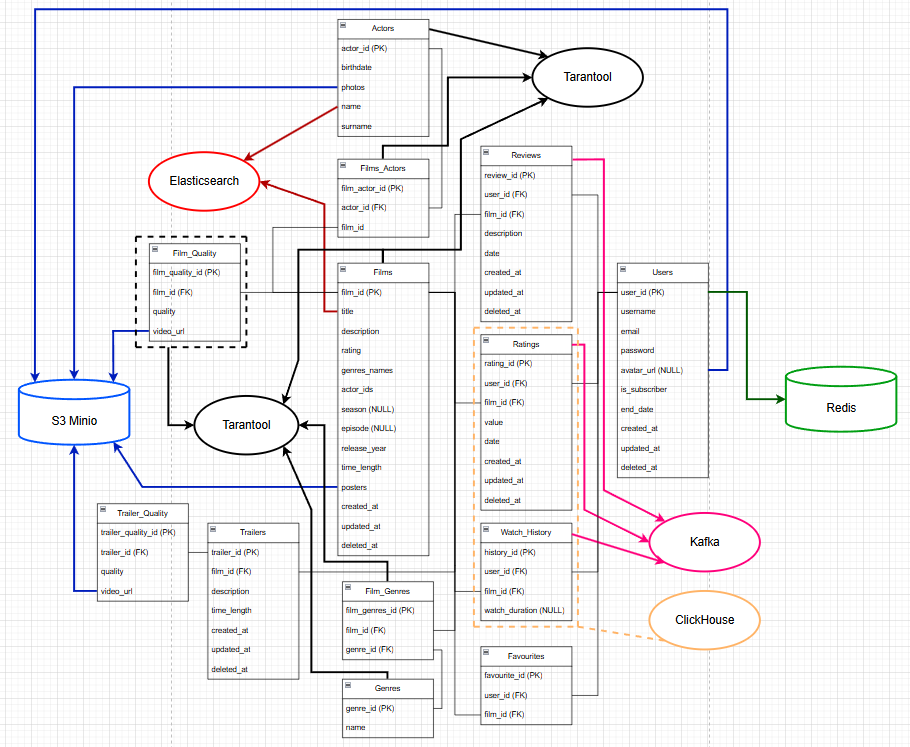 Actors
actor_id (PK)
birthdate
photos
name
surname
Tarantool
Elasticsearch
Films_Actors
film_actor_id (PK)
actor_id (FK)
film_id
Reviews
review_id (PK)
user_id (FK)
film_id (FK)
description
date
created_at
updated_at
deleted_at
Film_Quality
film_quality_id (PK)
film_id (FK)
quality
video_url
Films
film_id (PK)
title
description
rating
genres_names
actor_ids
season (NULL)
episode (NULL)
release_year
time_length
posters
created_at
updated_at
deleted_at
Users
user_id (PK)
username
email
password
avatar_url (NULL)
is_subscriber
end_date
created_at
updated_at
deleted_at
Ratings
rating_id (PK)
user_id (FK)
film_id (FK)
value
date
created_at
updated_at
deleted_at
S3 Minio
Tarantool
Redis
Trailer_Quality
trailer_quality_id (PK)
trailer_id (FK)
quality
video_url
Trailers
trailer_id (PK)
film_id (FK)
description
time_length
created_at
updated_at
deleted_at
Watch_History
history_id (PK)
user_id (FK)
film_id (FK)
watch_duration (NULL)
Kafka
ClickHouse
Film_Genres
film_genres_id (PK)
film_id (FK)
genre_id (FK)
Favourites
favourite_id (PK)
user_id (FK)
film_id (FK)
Genres
genre_id (PK)
name